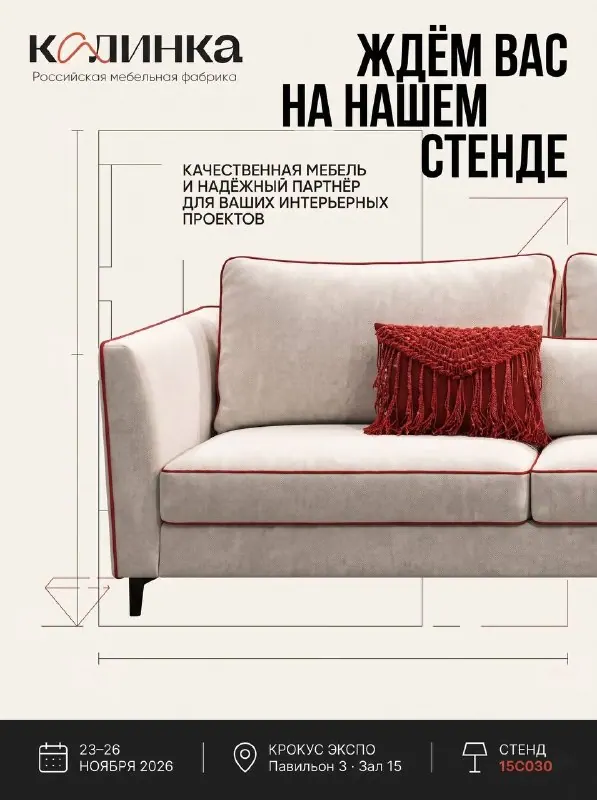 КАЛИНКА
Российская мебельная фабрика
ЖДЁМ ВАС
НА НАШЕМ
СТЕНДЕ
КАЧЕСТВЕННАЯ МЕБЕЛЬ
И НАДЁЖНЫЙ ПАРТНЁР
ДЛЯ ВАШИХ ИНТЕРЬЕРНЫХ
ПРОЕКТОВ
23–26
НОЯБРЯ 2026
КРОКУС ЭКСПО
Павильон 3 · Зал 15
СТЕНД
15С030